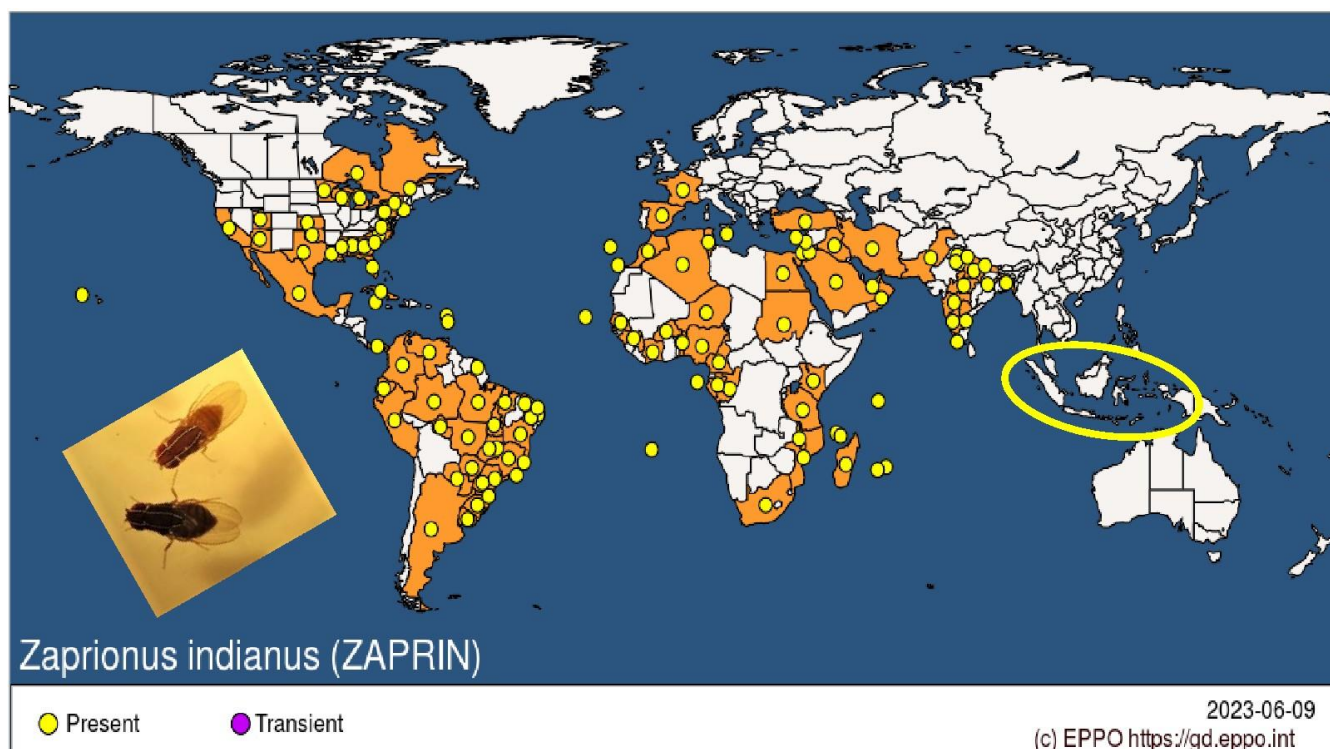 Zaprionus indianus (ZAPRIN)
Present
Transient
2023-06-09
(c) EPPO https://gd.eppo.int